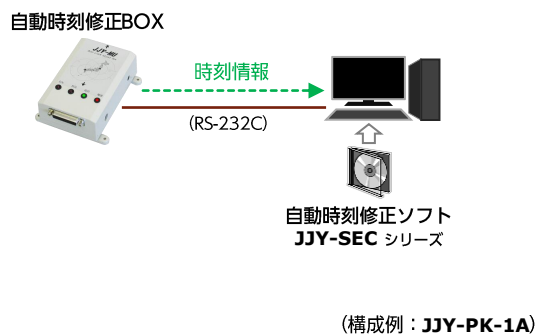 自動時刻修正BOX
時刻情報
(RS-232C)
自動時刻修正ソフト
JJY-SEC シリーズ
（構成例：JJY-PK-1A）